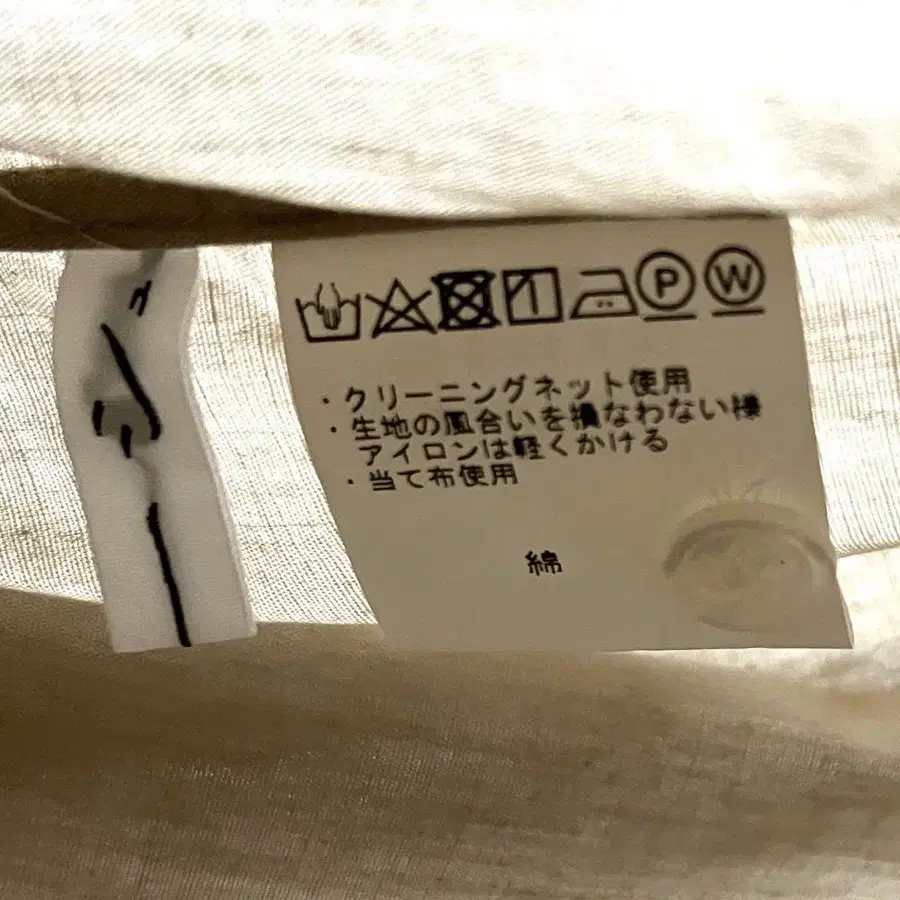 P W
・クリーニングネット使用
・生地の風合いを損なわない様
アイロンは軽くかける
・当て布使用
綿